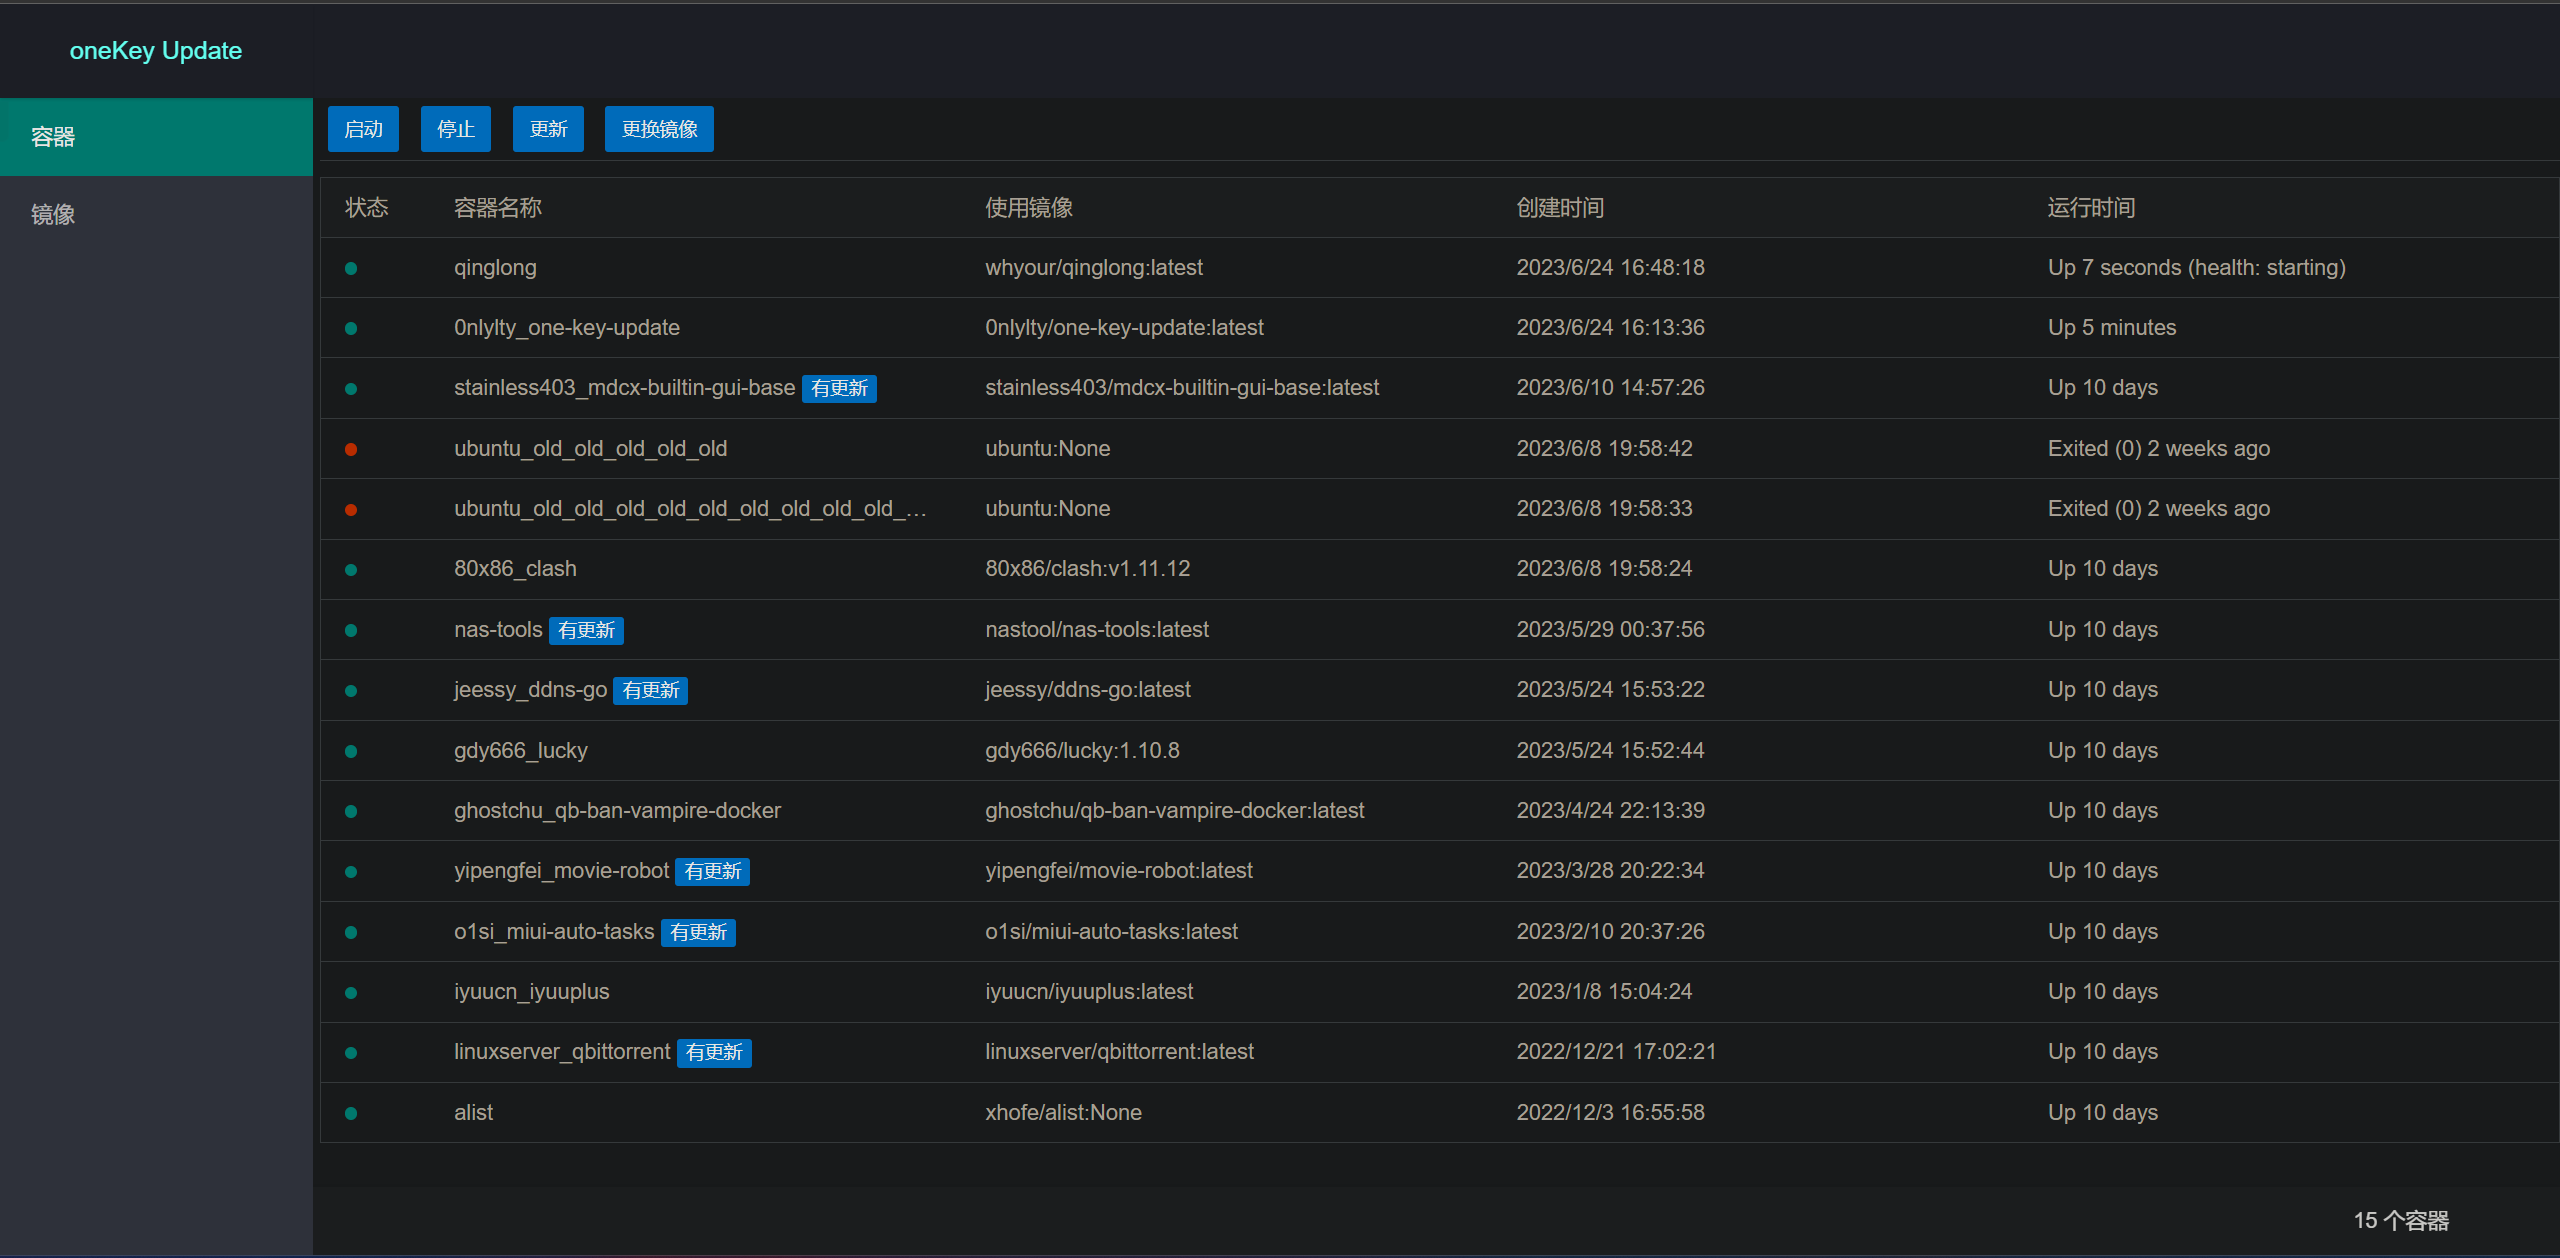 oneKey Update
容器
镜像
启动 停止 更新 更换镜像
状态 容器名称 使用镜像 创建时间 运行时间
qinglong whyour/qinglong:latest 2023/6/24 16:48:18 Up 7 seconds (health: starting)
0nlylty_one-key-update 0nlylty/one-key-update:latest 2023/6/24 16:13:36 Up 5 minutes
stainless403_mdcx-builtin-gui-base 有更新 stainless403/mdcx-builtin-gui-base:latest 2023/6/10 14:57:26 Up 10 days
ubuntu_old_old_old_old_old ubuntu:None 2023/6/8 19:58:42 Exited (0) 2 weeks ago
ubuntu_old_old_old_old_old_old_old_old_old_… ubuntu:None 2023/6/8 19:58:33 Exited (0) 2 weeks ago
80x86_clash 80x86/clash:v1.11.12 2023/6/8 19:58:24 Up 10 days
nas-tools 有更新 nastool/nas-tools:latest 2023/5/29 00:37:56 Up 10 days
jeessy_ddns-go 有更新 jeessy/ddns-go:latest 2023/5/24 15:53:22 Up 10 days
gdy666_lucky gdy666/lucky:1.10.8 2023/5/24 15:52:44 Up 10 days
ghostchu_qb-ban-vampire-docker ghostchu/qb-ban-vampire-docker:latest 2023/4/24 22:13:39 Up 10 days
yipengfei_movie-robot 有更新 yipengfei/movie-robot:latest 2023/3/28 20:22:34 Up 10 days
o1si_miui-auto-tasks 有更新 o1si/miui-auto-tasks:latest 2023/2/10 20:37:26 Up 10 days
iyuucn_iyuuplus iyuucn/iyuuplus:latest 2023/1/8 15:04:24 Up 10 days
linuxserver_qbittorrent 有更新 linuxserver/qbittorrent:latest 2022/12/21 17:02:21 Up 10 days
alist xhofe/alist:None 2022/12/3 16:55:58 Up 10 days
15 个容器